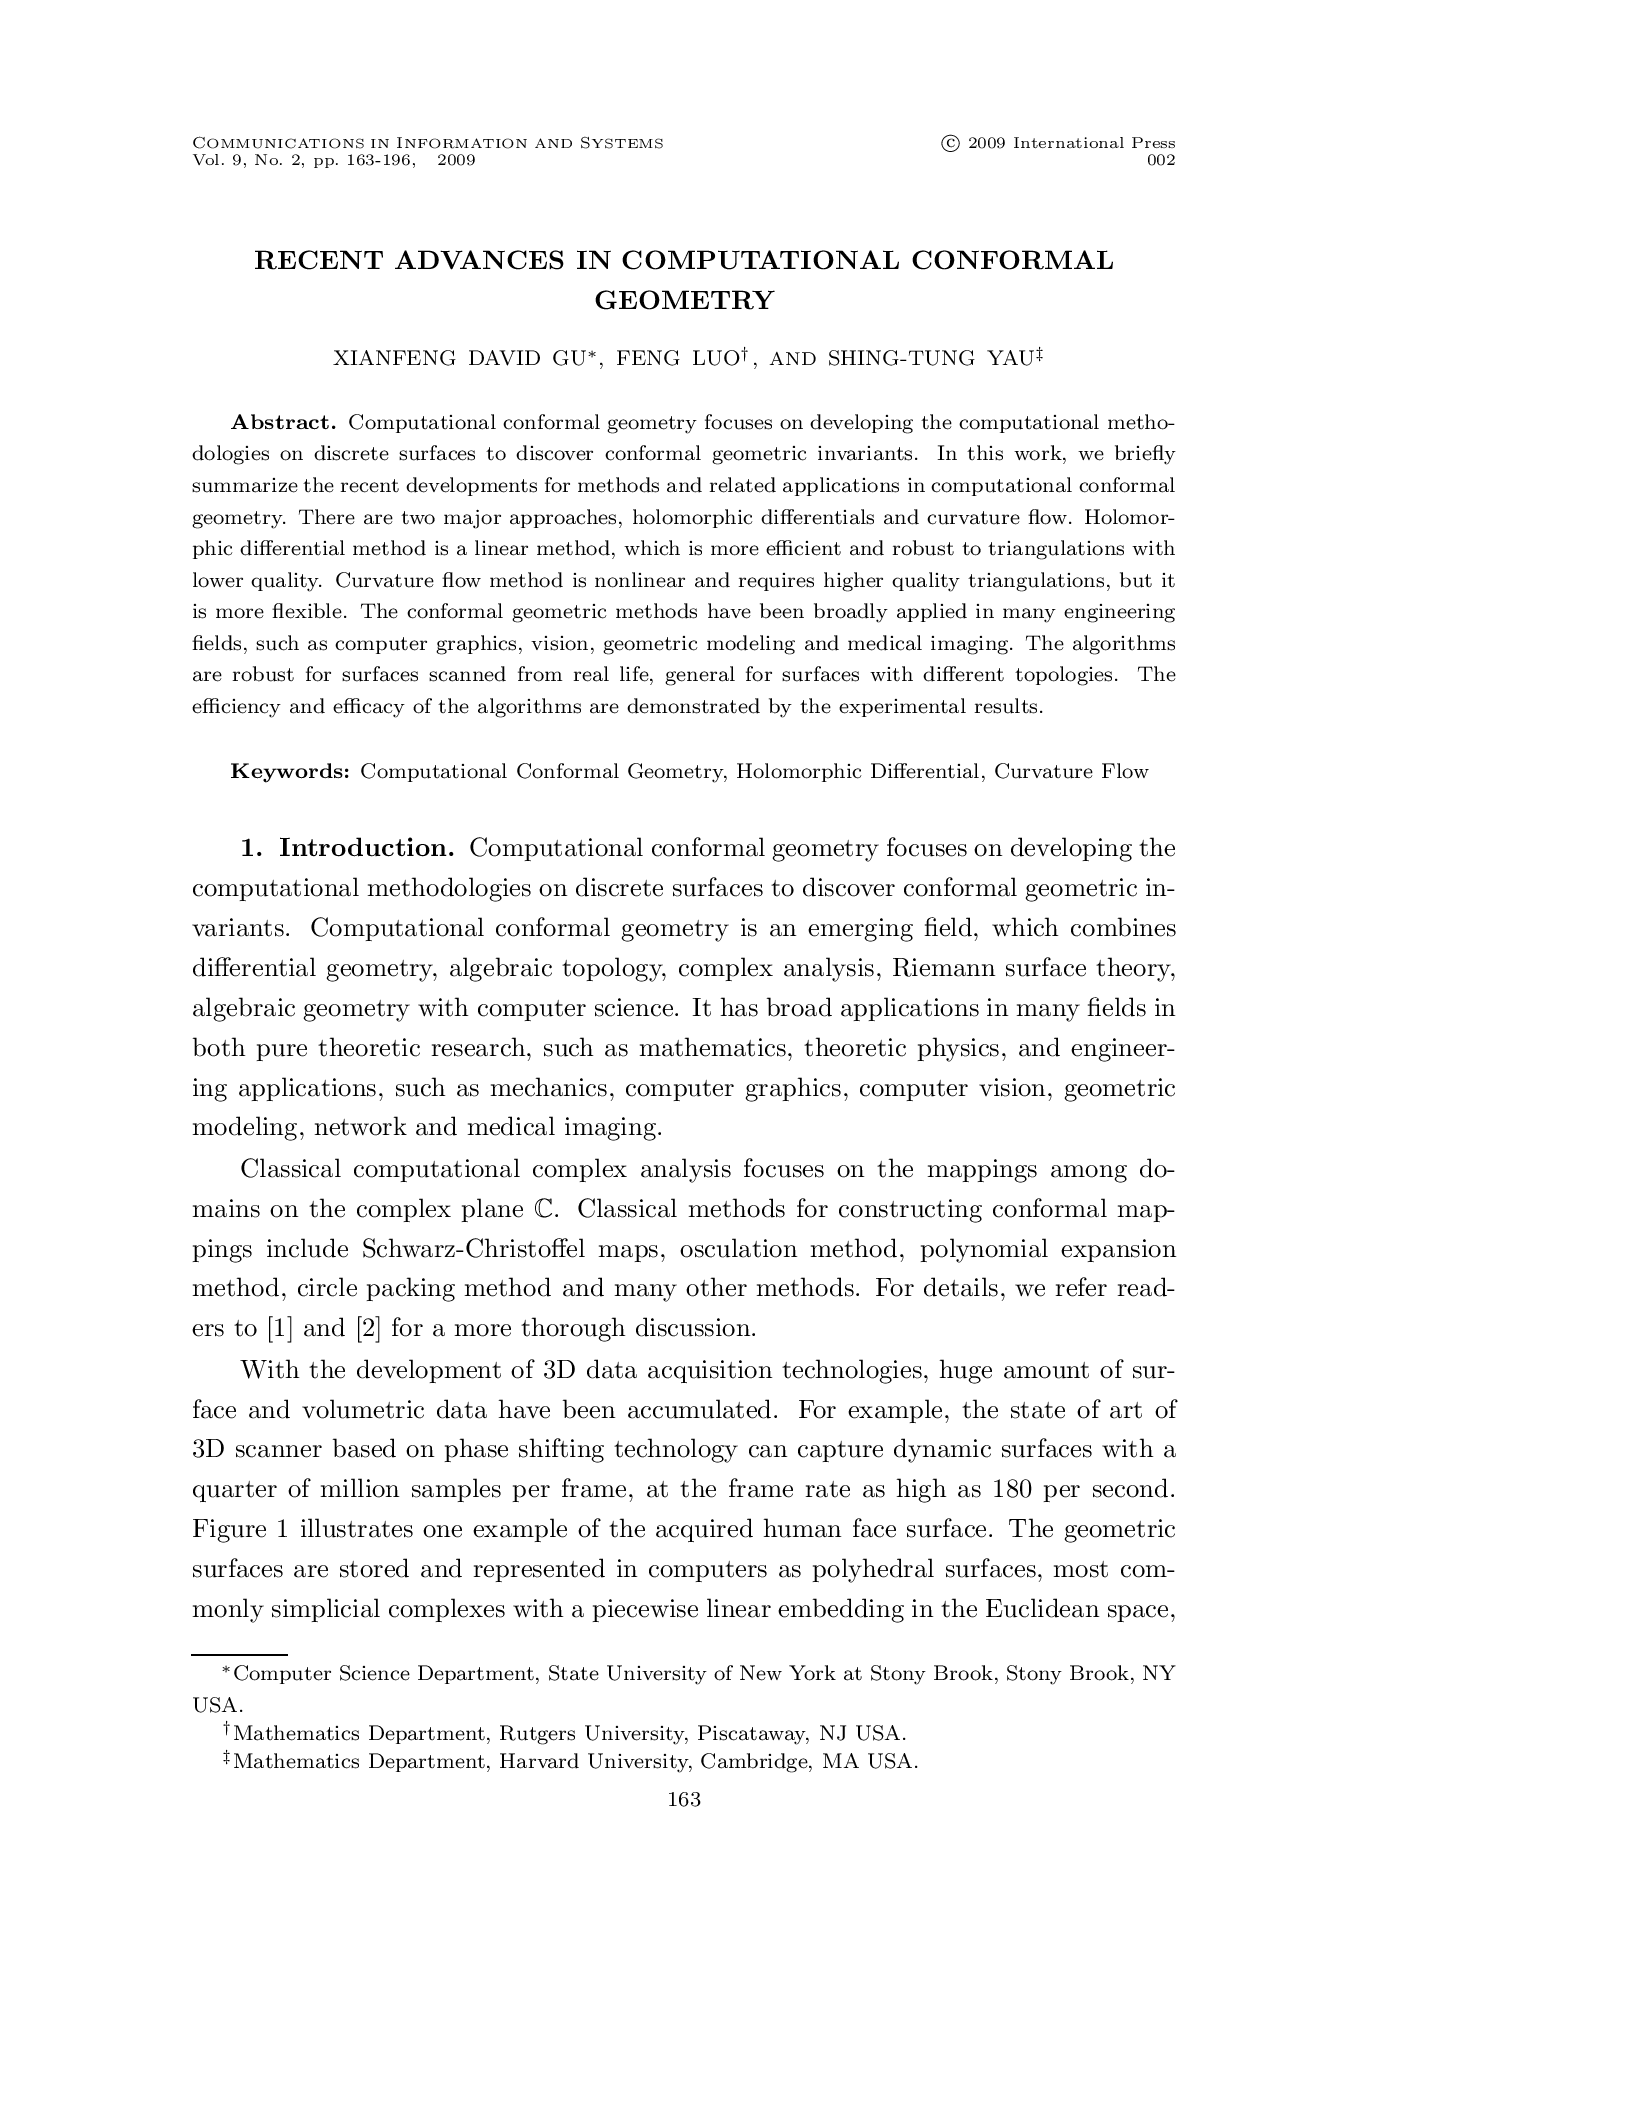 COMMUNICATIONS IN INFORMATION AND SYSTEMS © 2009 International Press
Vol. 9, No. 2, pp. 163-196, 2009 002
RECENT ADVANCES IN COMPUTATIONAL CONFORMAL
GEOMETRY
XIANFENG DAVID GU*, FENG LUO†, AND SHING-TUNG YAU‡
Abstract. Computational conformal geometry focuses on developing the computational metho-
dologies on discrete surfaces to discover conformal geometric invariants. In this work, we briefly
summarize the recent developments for methods and related applications in computational conformal
geometry. There are two major approaches, holomorphic differentials and curvature flow. Holomor-
phic differential method is a linear method, which is more efficient and robust to triangulations with
lower quality. Curvature flow method is nonlinear and requires higher quality triangulations, but it
is more flexible. The conformal geometric methods have been broadly applied in many engineering
fields, such as computer graphics, vision, geometric modeling and medical imaging. The algorithms
are robust for surfaces scanned from real life, general for surfaces with different topologies. The
efficiency and efficacy of the algorithms are demonstrated by the experimental results.
Keywords: Computational Conformal Geometry, Holomorphic Differential, Curvature Flow
1. Introduction. Computational conformal geometry focuses on developing the
computational methodologies on discrete surfaces to discover conformal geometric in-
variants. Computational conformal geometry is an emerging field, which combines
differential geometry, algebraic topology, complex analysis, Riemann surface theory,
algebraic geometry with computer science. It has broad applications in many fields in
both pure theoretic research, such as mathematics, theoretic physics, and engineer-
ing applications, such as mechanics, computer graphics, computer vision, geometric
modeling, network and medical imaging.
Classical computational complex analysis focuses on the mappings among do-
mains on the complex plane ℂ. Classical methods for constructing conformal map-
pings include Schwarz-Christoffel maps, osculation method, polynomial expansion
method, circle packing method and many other methods. For details, we refer read-
ers to [1] and [2] for a more thorough discussion.
With the development of 3D data acquisition technologies, huge amount of sur-
face and volumetric data have been accumulated. For example, the state of art of
3D scanner based on phase shifting technology can capture dynamic surfaces with a
quarter of million samples per frame, at the frame rate as high as 180 per second.
Figure 1 illustrates one example of the acquired human face surface. The geometric
surfaces are stored and represented in computers as polyhedral surfaces, most com-
monly simplicial complexes with a piecewise linear embedding in the Euclidean space,
*Computer Science Department, State University of New York at Stony Brook, Stony Brook, NY
USA.
†Mathematics Department, Rutgers University, Piscataway, NJ USA.
‡Mathematics Department, Harvard University, Cambridge, MA USA.
163